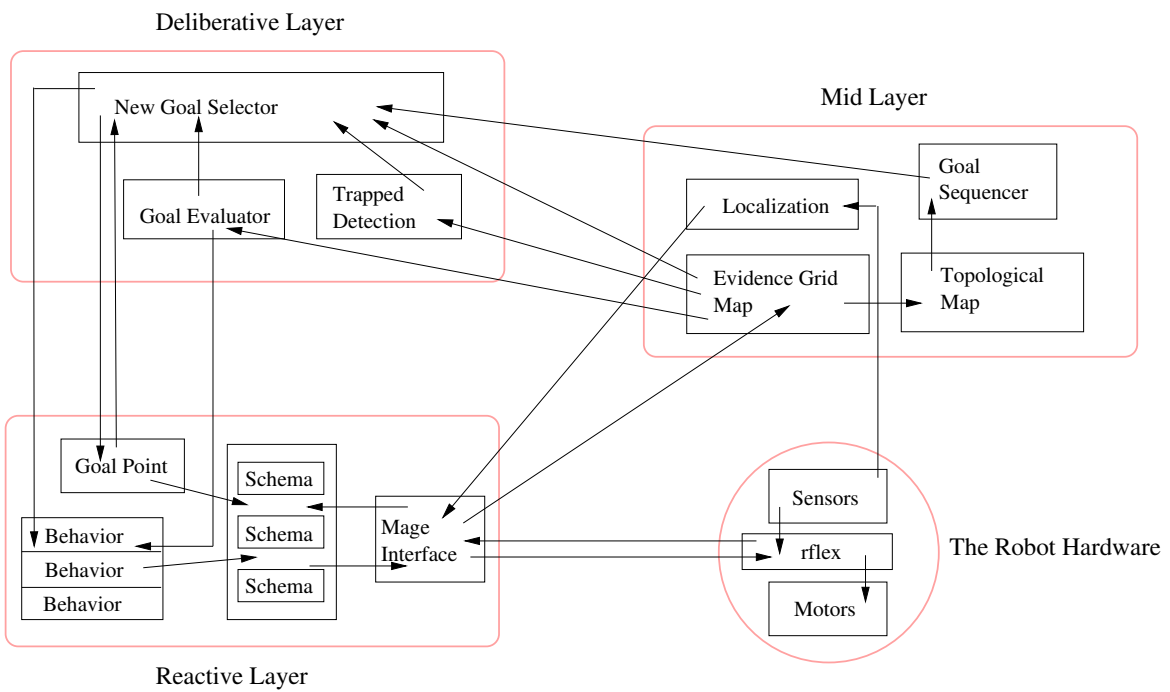 Deliberative Layer
New Goal Selector
Goal Evaluator
Trapped
Detection
Mid Layer
Localization
Goal
Sequencer
Evidence Grid
Map
Topological
Map
Goal Point
Schema
Schema
Schema
Behavior
Behavior
Behavior
Mage
Interface
Reactive Layer
Sensors
rflex
Motors
The Robot Hardware